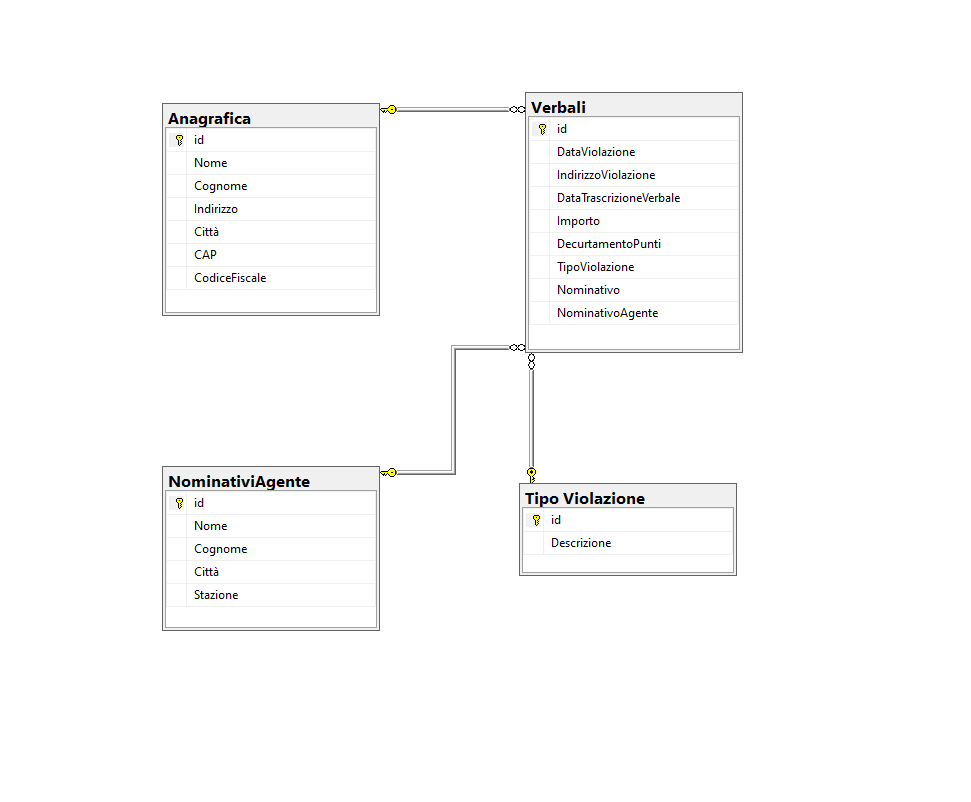 Anagrafica
id
Nome
Cognome
Indirizzo
Città
CAP
CodiceFiscale
Verbali
id
DataViolazione
IndirizzoViolazione
DataTrascrizioneVerbale
Importo
DecurtamentoPunti
TipoViolazione
Nominativo
NominativoAgente
NominativiAgente
id
Nome
Cognome
Città
Stazione
Tipo Violazione
id
Descrizione